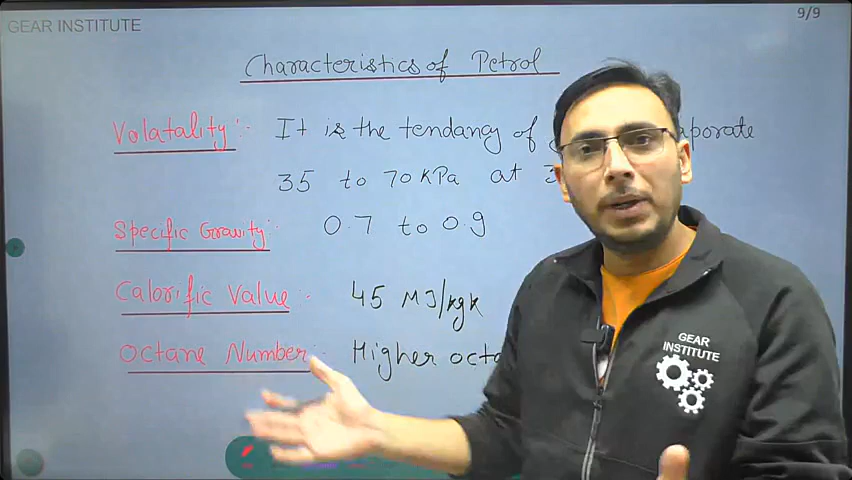 GEAR INSTITUTE
9/9
Characteristics of Petrol
Volatality :- It is the tendancy of
35 to 70 KPa at
Specific Gravity : 0.7 to 0.9
Calorific Value : 45 MJ/kgk
Octane Number : Higher octa
GEAR
INSTITUTE